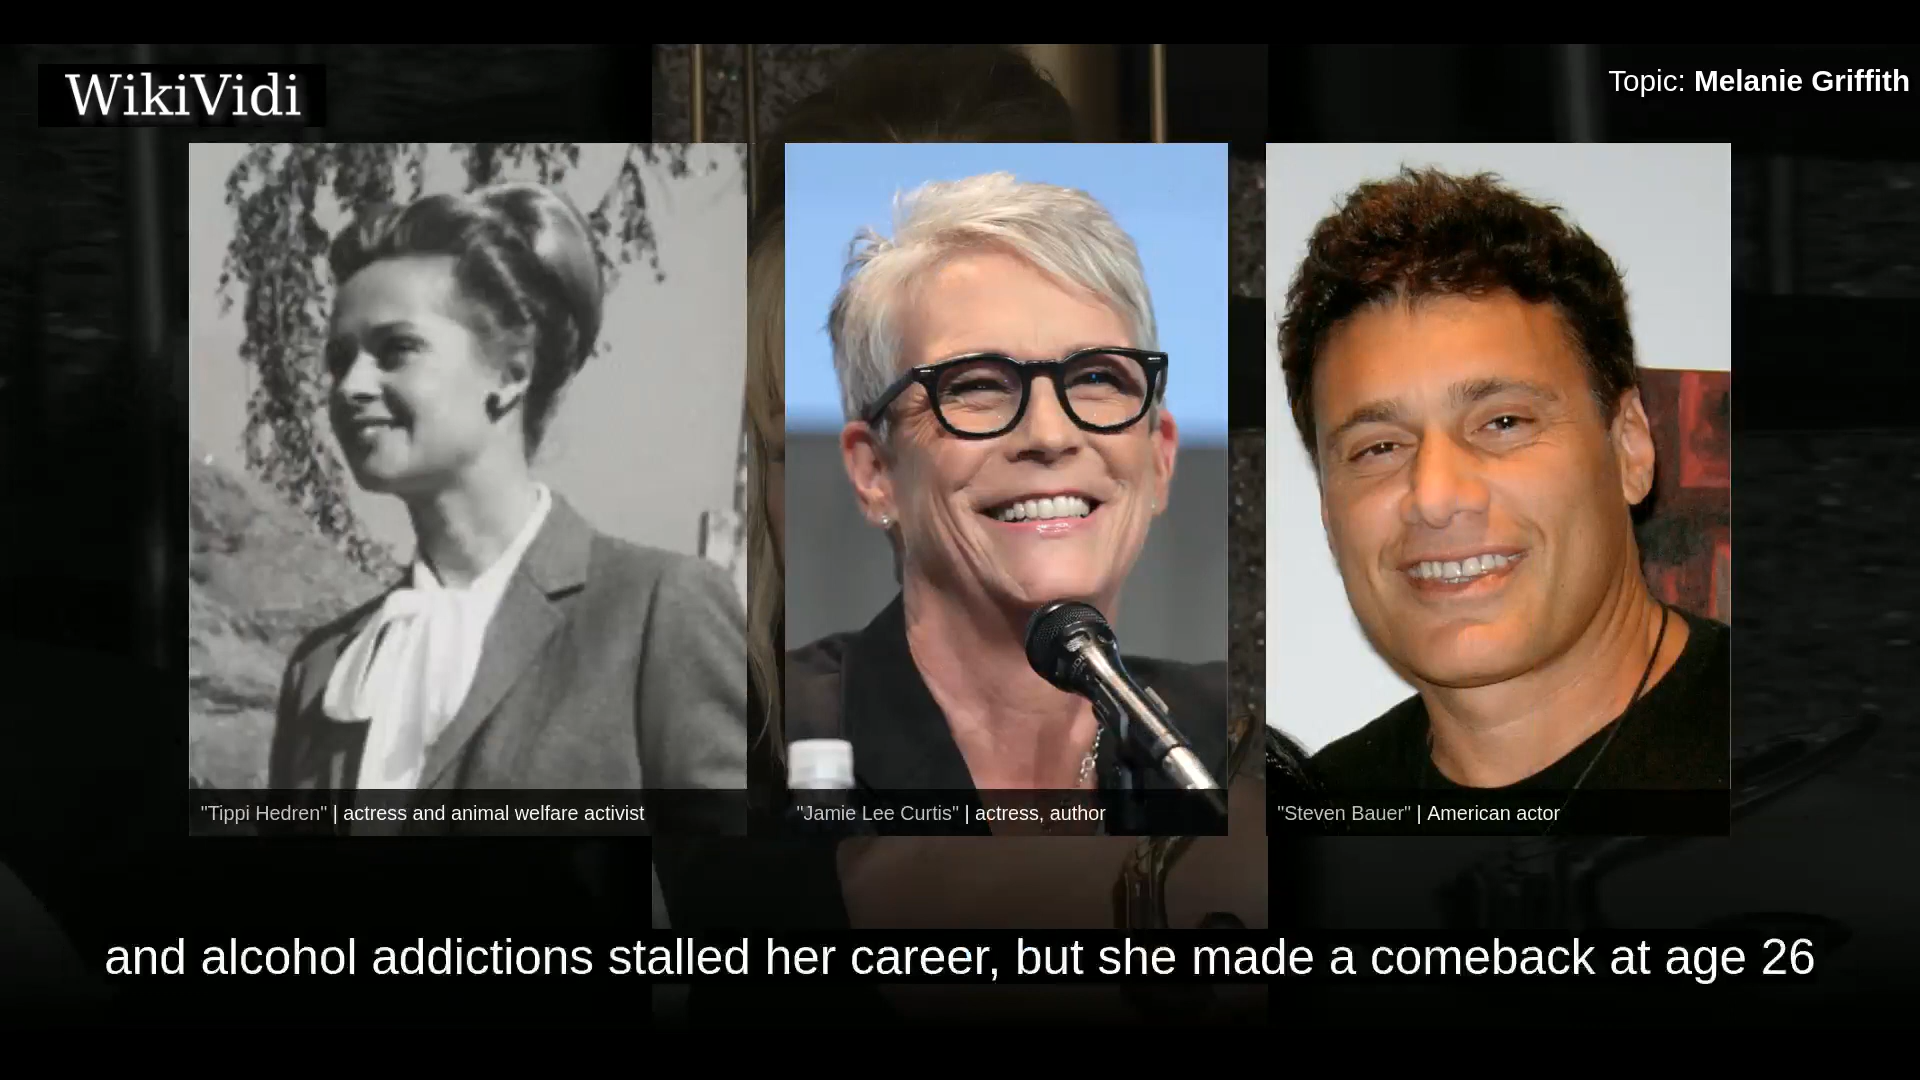 WikiVidi
Topic: Melanie Griffith
"Tippi Hedren" | actress and animal welfare activist
"Jamie Lee Curtis" | actress, author
"Steven Bauer" | American actor
and alcohol addictions stalled her career, but she made a comeback at age 26